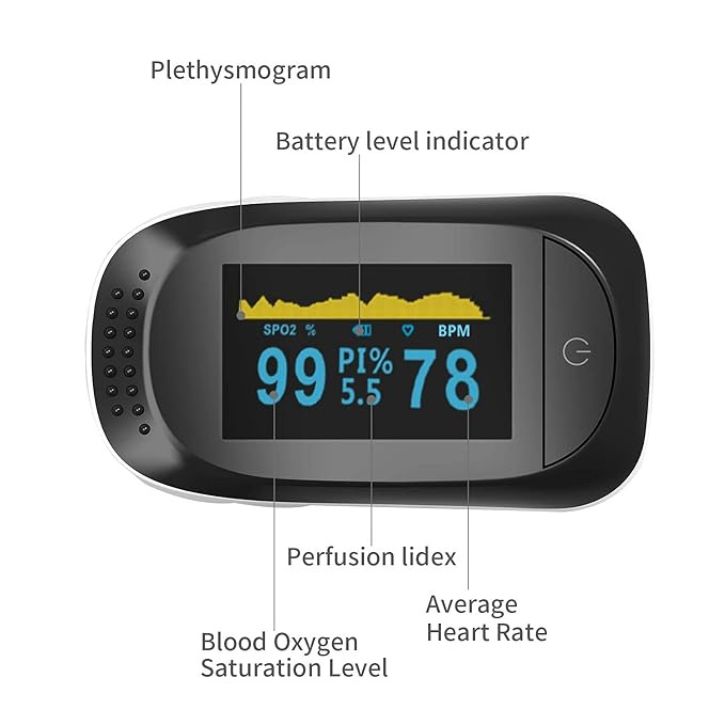 Plethysmogram
Battery level indicator
SPO2 % BPM
99 PI% 78
5.5
Perfusion lidex
Average
Heart Rate
Blood Oxygen
Saturation Level